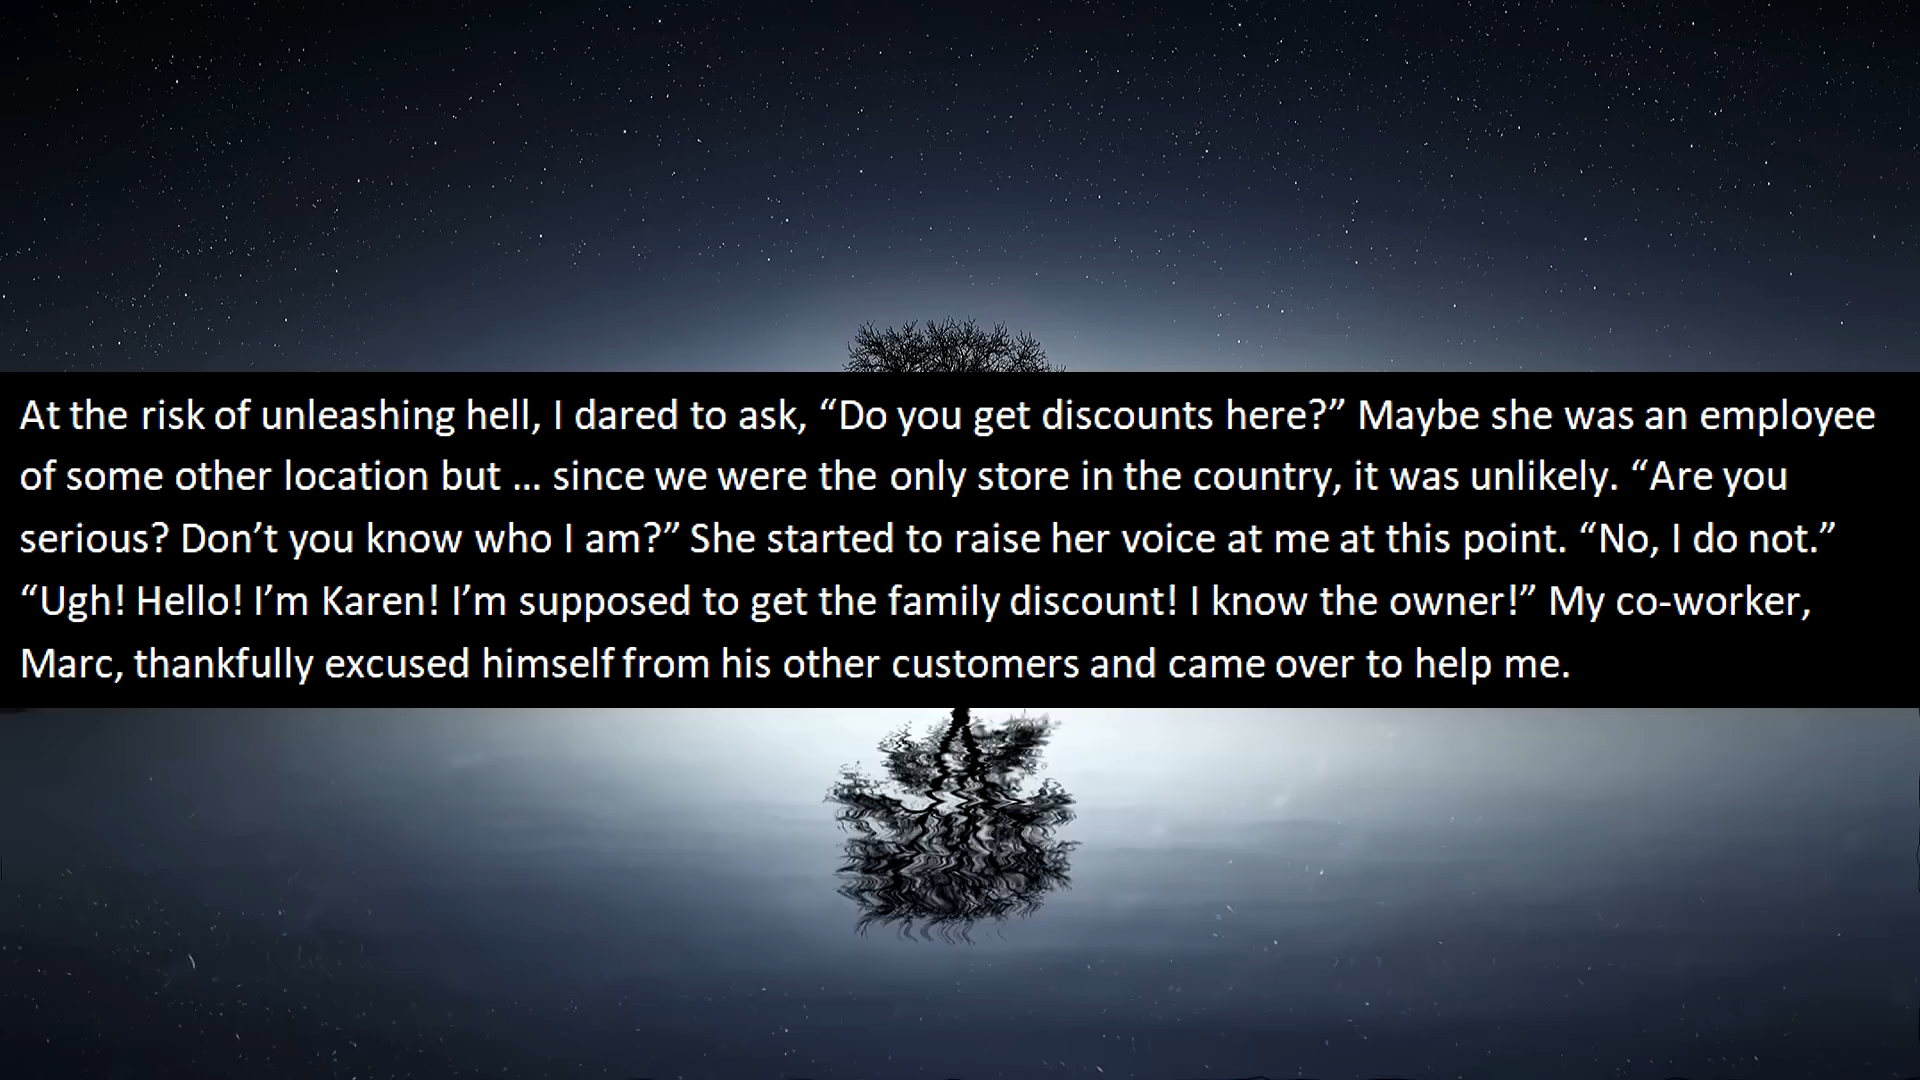 At the risk of unleashing hell, I dared to ask, “Do you get discounts here?” Maybe she was an employee
of some other location but … since we were the only store in the country, it was unlikely. “Are you
serious? Don’t you know who I am?” She started to raise her voice at me at this point. “No, I do not.”
“Ugh! Hello! I’m Karen! I’m supposed to get the family discount! I know the owner!” My co-worker,
Marc, thankfully excused himself from his other customers and came over to help me.